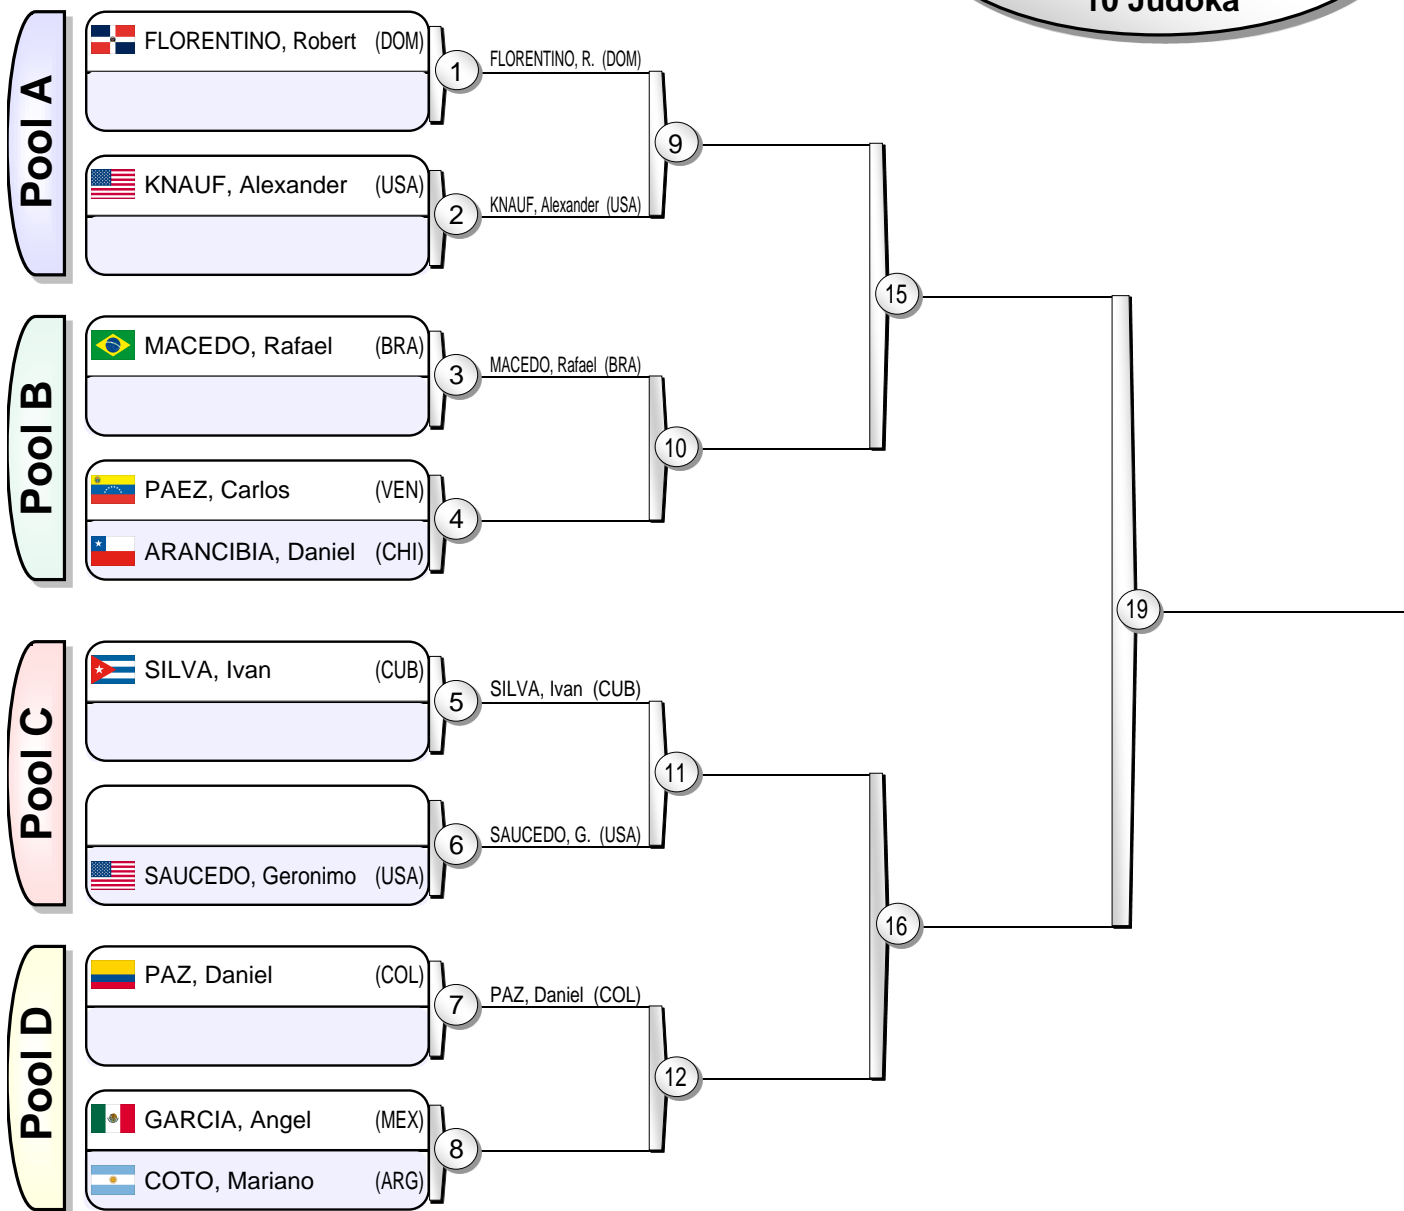 10 Judoka
Pool A
FLORENTINO, Robert (DOM)
1
FLORENTINO, R. (DOM)
9
KNAUF, Alexander (USA)
2
KNAUF, Alexander (USA)
15
Pool B
MACEDO, Rafael (BRA)
3
MACEDO, Rafael (BRA)
10
PAEZ, Carlos (VEN)
4
ARANCIBIA, Daniel (CHI)
19
Pool C
SILVA, Ivan (CUB)
5
SILVA, Ivan (CUB)
11
6
SAUCEDO, G. (USA)
SAUCEDO, Geronimo (USA)
16
Pool D
PAZ, Daniel (COL)
7
PAZ, Daniel (COL)
12
GARCIA, Angel (MEX)
8
COTO, Mariano (ARG)